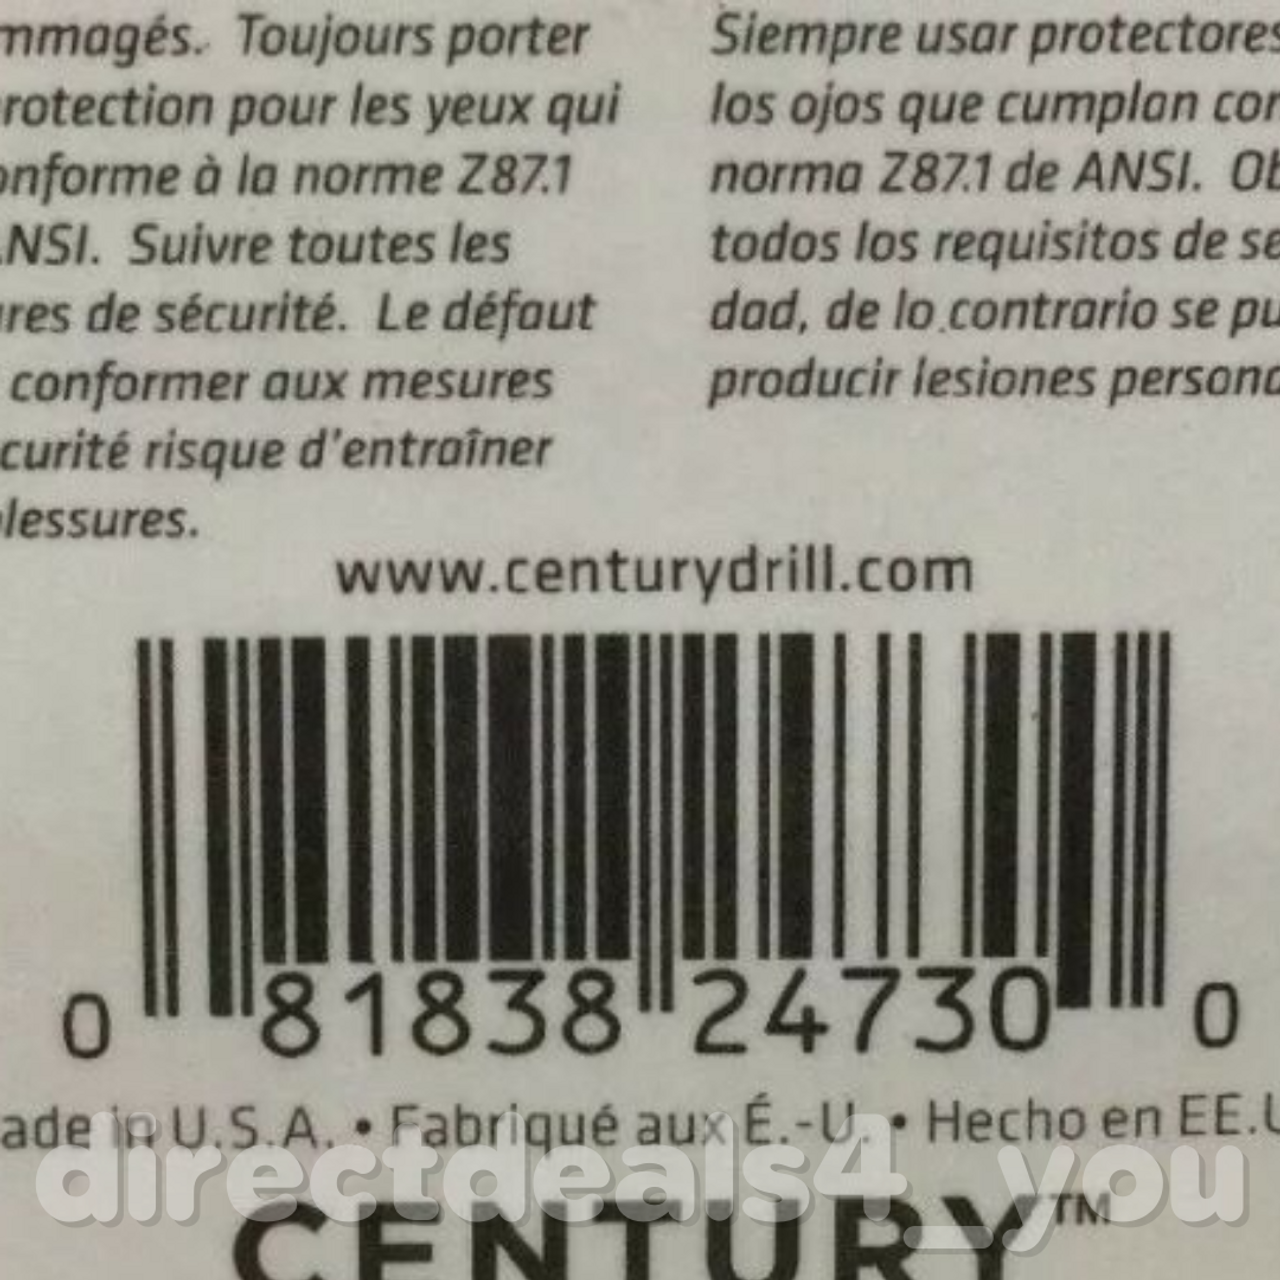 mmagés. Toujours porter
rotection pour les yeux qui
onforme à la norme Z87.1
NSI. Suivre toutes les
res de sécurité. Le défaut
conformer aux mesures
curité risque d'entraîner
lessures.
Siempre usar protectores
los ojos que cumplan con
norma Z87.1 de ANSI. Ob
todos los requisitos de se
dad, de lo contrario se pu
producir lesiones persona
www.centurydrill.com
0 81838 24730 0
ade in U.S.A. • Fabriqué aux É.-U. • Hecho en EE.U
directdeals4_you
CENTURY™